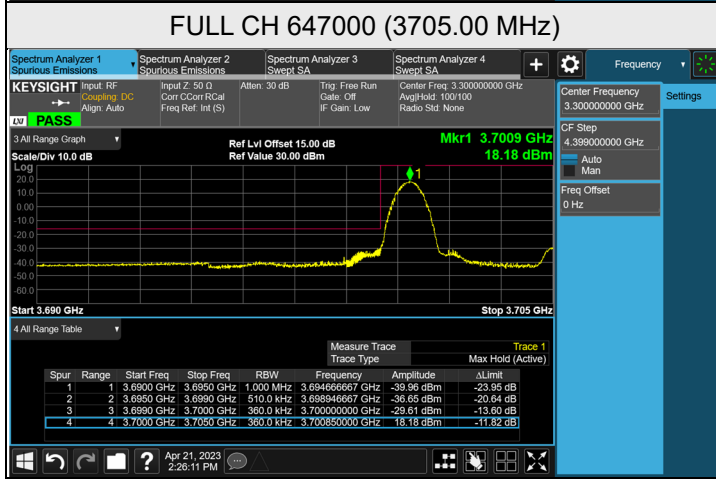 FULL CH 647000 (3705.00 MHz)
Spectrum Analyzer 1
Spurious Emissions
Spectrum Analyzer 2
Spurious Emissions
Spectrum Analyzer 3
Swept SA
Spectrum Analyzer 4
Swept SA
+
Frequency
KEYSIGHT
Input: RF
Coupling: DC
Align: Auto
Input Z: 50 Ω
Corr CCorr RCal
Freq Ref: Int (S)
Atten: 30 dB
Trig: Free Run
Gate: Off
IF Gain: Low
Center Freq: 3.300000000 GHz
Avg|Hold: 100/100
Radio Std: None
LXI PASS
Center Frequency
3.300000000 GHz
Settings
CF Step
4.399000000 GHz
Auto
Man
Freq Offset
0 Hz
3 All Range Graph
Scale/Div 10.0 dB
Ref Lvl Offset 15.00 dB
Ref Value 30.00 dBm
Mkr1 3.7009 GHz
18.18 dBm
Log
20.0
10.0
0.00
-10.0
-20.0
-30.0
-40.0
-50.0
-60.0
1
Start 3.690 GHz
Stop 3.705 GHz
4 All Range Table
Measure Trace Trace 1
Trace Type Max Hold (Active)
Spur Range Start Freq Stop Freq RBW Frequency Amplitude ΔLimit
1 1 3.6900 GHz 3.6950 GHz 1.000 MHz 3.694666667 GHz -39.96 dBm -23.95 dB
2 2 3.6950 GHz 3.6990 GHz 510.0 kHz 3.698946667 GHz -36.65 dBm -20.64 dB
3 3 3.6990 GHz 3.7000 GHz 360.0 kHz 3.700000000 GHz -29.61 dBm -13.60 dB
4 4 3.7000 GHz 3.7050 GHz 360.0 kHz 3.700850000 GHz 18.18 dBm -11.82 dB
?
Apr 21, 2023
2:26:11 PM